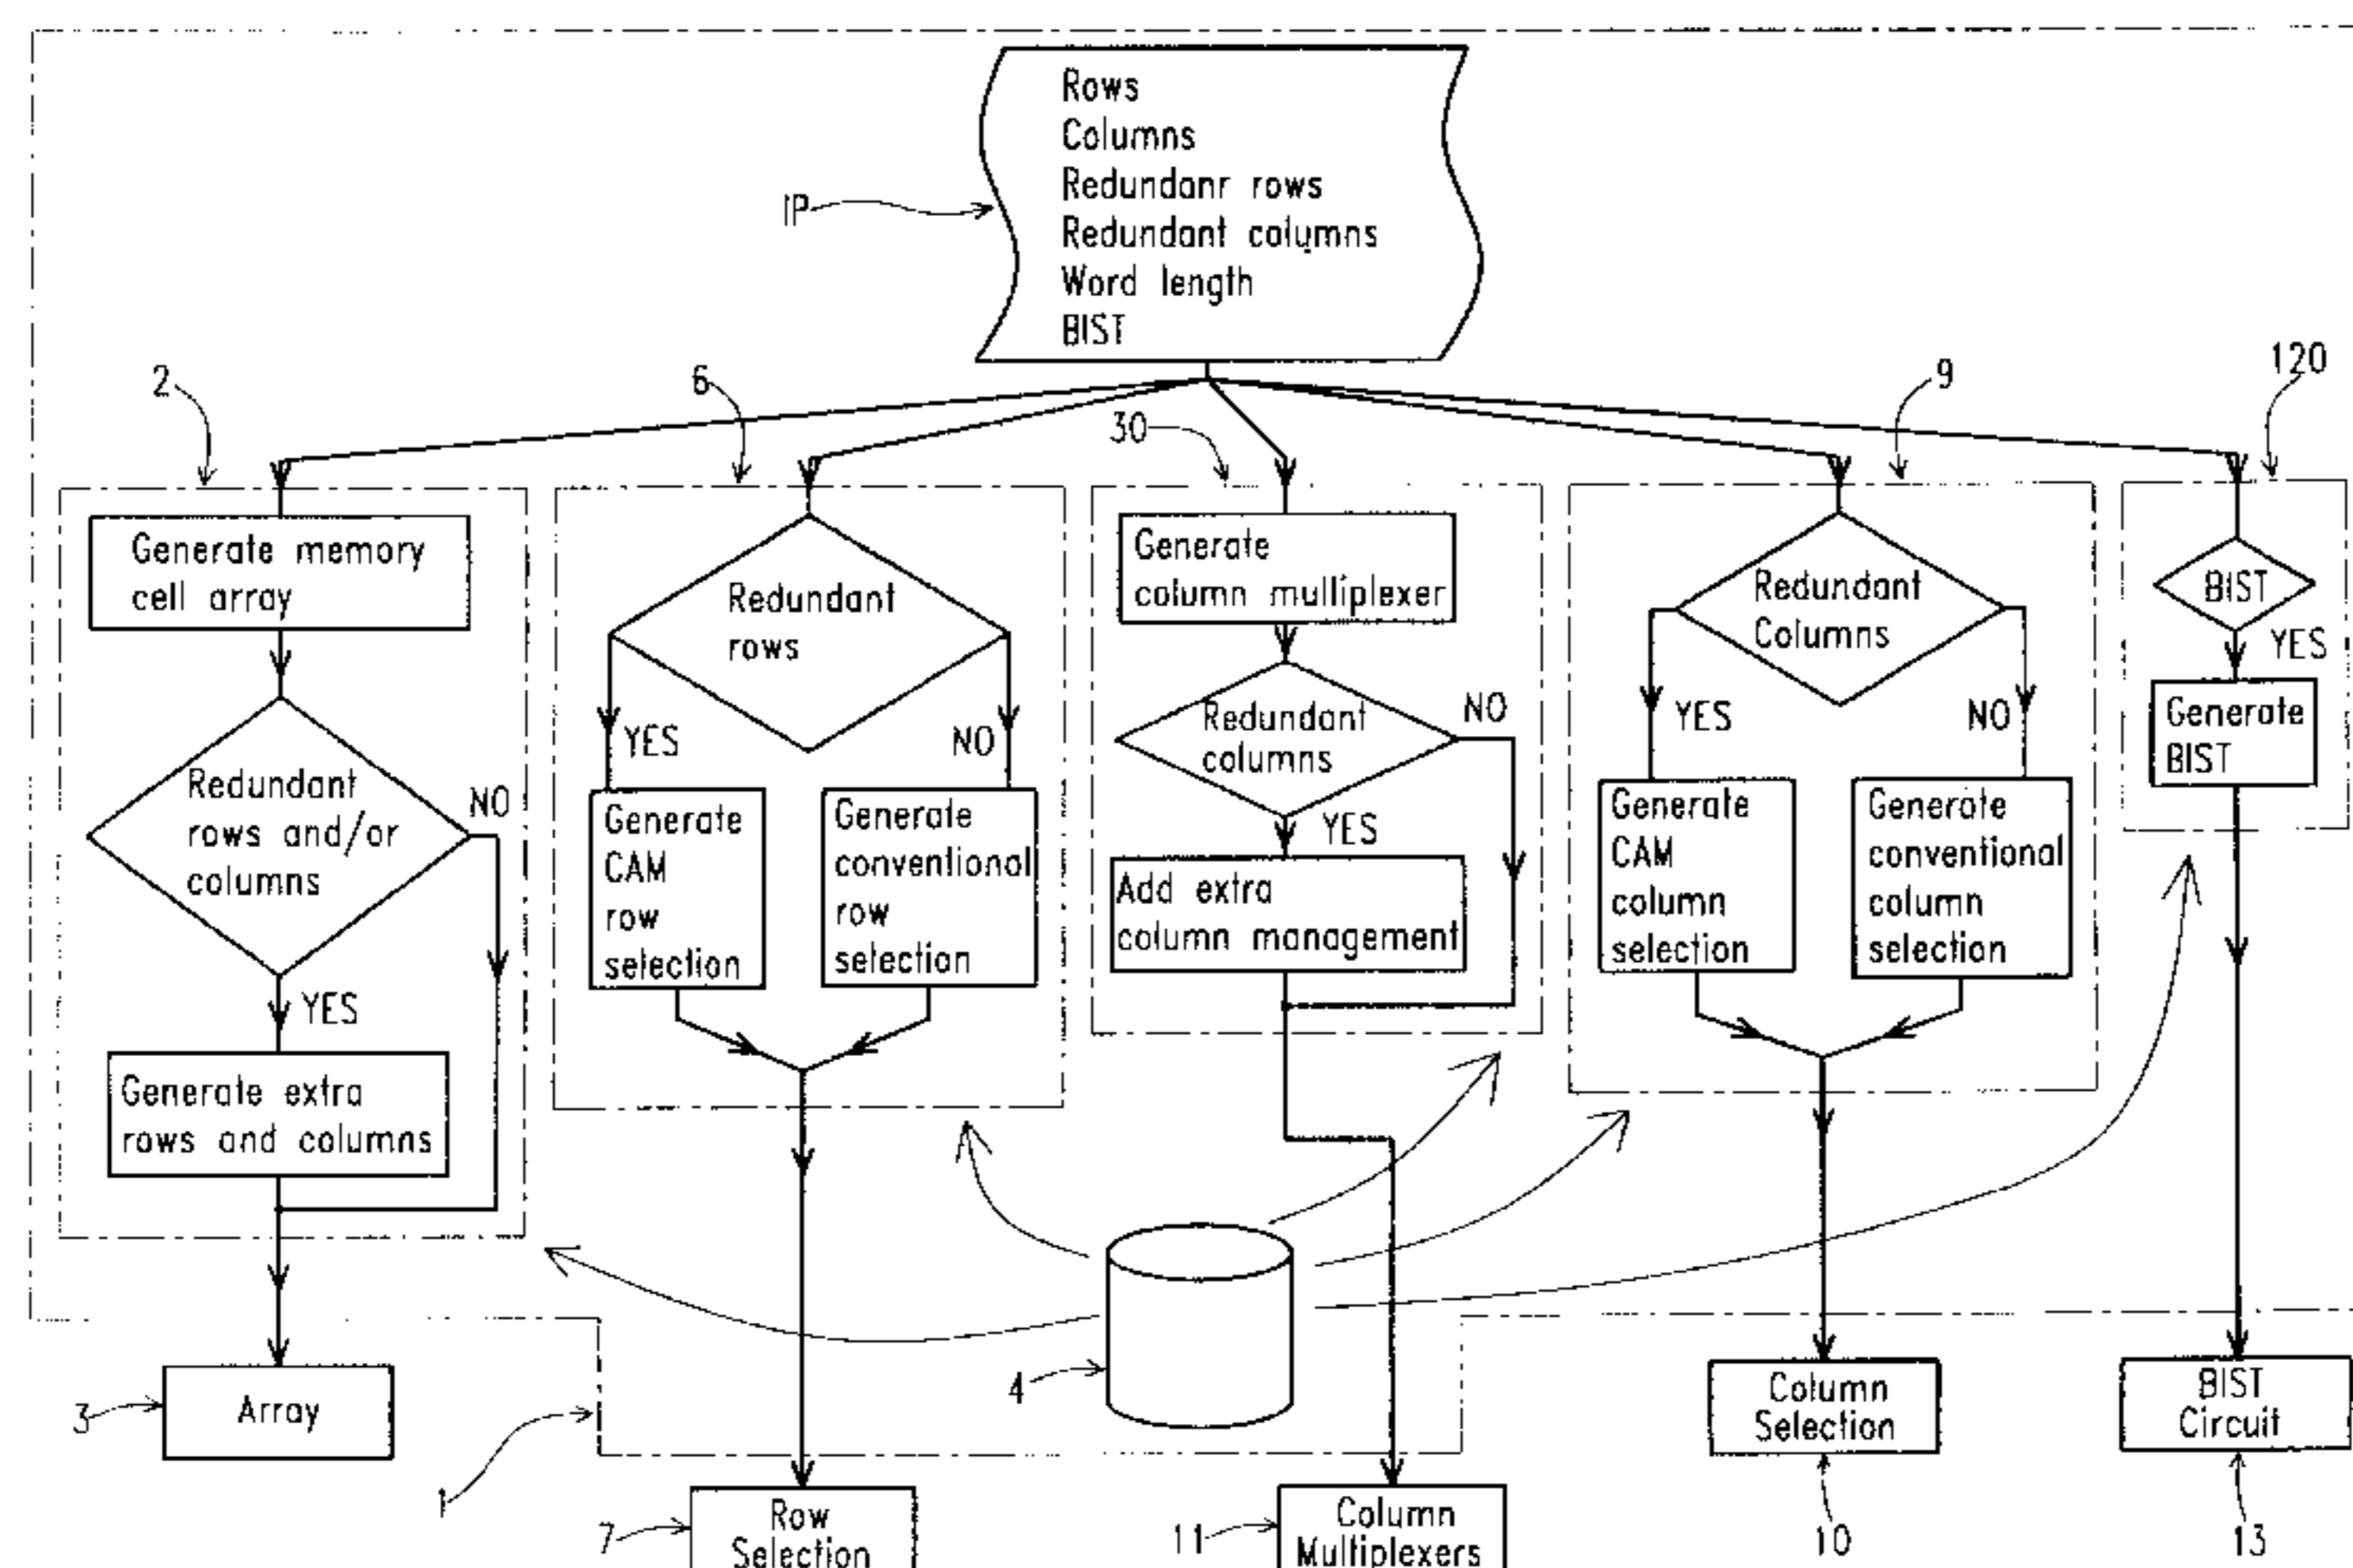 Rows
Columns
Redundanr rows
Redundant columns
Word length
BIST
IP
2
6
30
9
120
Generate memory
cell array
Redundant
rows and/or
columns
NO
YES
Generate extra
rows and columns
Array
3
1
Redundant
rows
YES
NO
Generate
CAM
row
selection
Generate
conventional
row
selection
Row
Selection
7
Generate
column mulliplexer
Redundant
columns
NO
YES
Add extra
column management
4
Column
Multiplexers
11
Redundant
Columns
YES
NO
Generate
CAM
column
selection
Generate
conventional
column
selection
Column
Selection
10
BIST
YES
Generate
BIST
BIST
Circuit
13